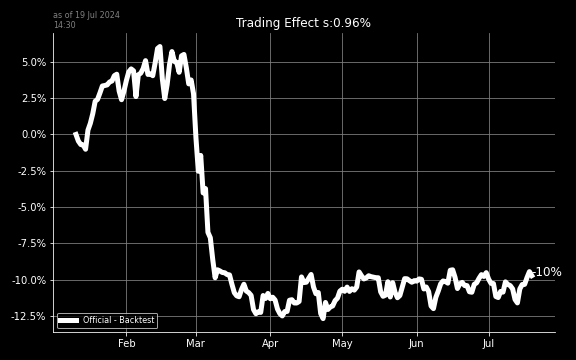 as of 19 Jul 2024
14:30
Trading Effect s:0.96%
5.0%
2.5%
0.0%
-2.5%
-5.0%
-7.5%
-10.0%
-12.5%
-10%
Official - Backtest
Feb Mar Apr May Jun Jul